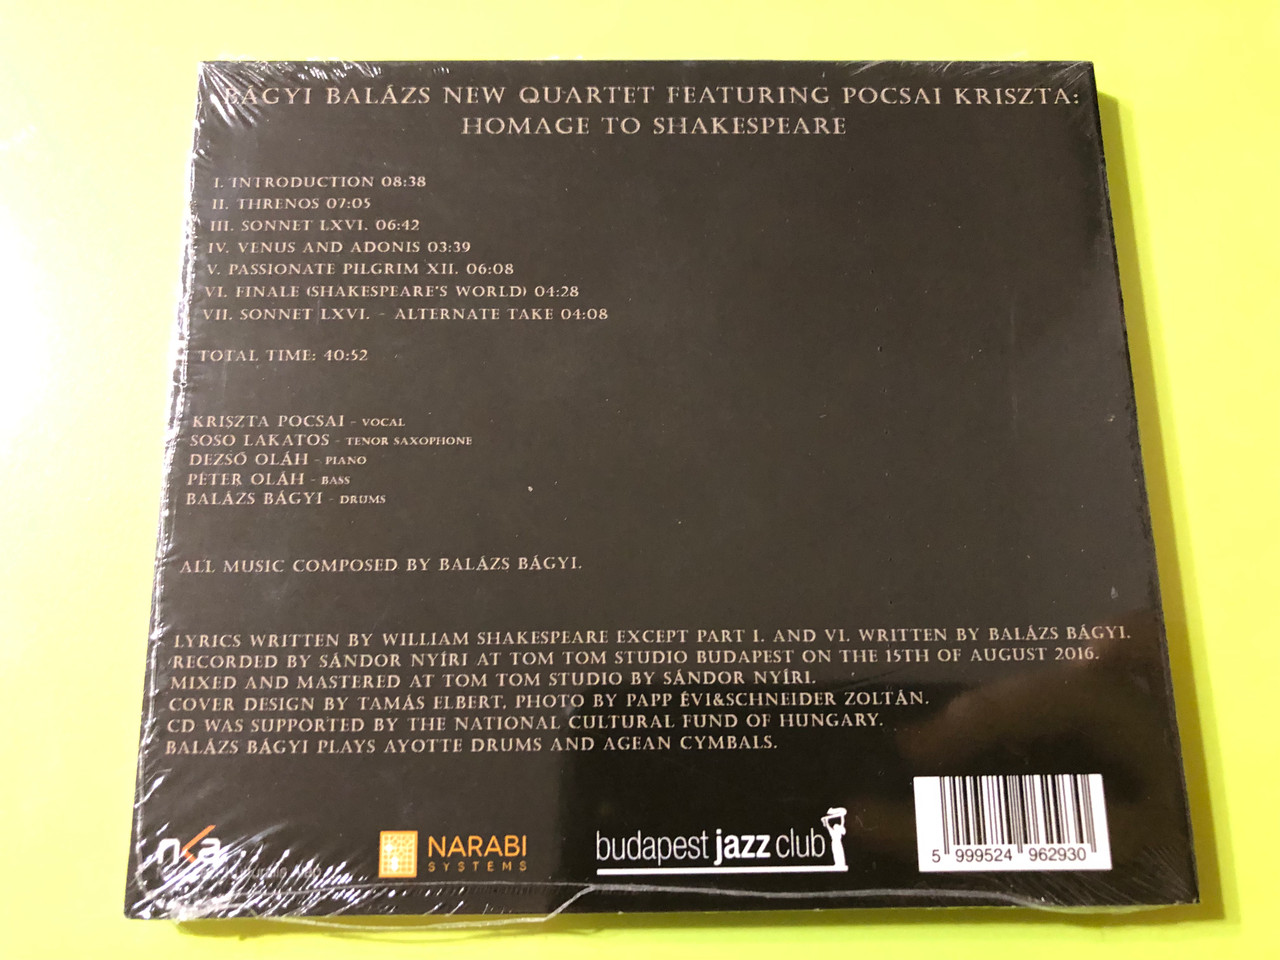 BÁGYI BALÁZS NEW QUARTET FEATURING POCSAI KRISZTA:
HOMAGE TO SHAKESPEARE
I. INTRODUCTION 08:38
II. THRENOS 07:05
III. SONNET LXVI. 06:42
IV. VENUS AND ADONIS 03:39
V. PASSIONATE PILGRIM XII. 06:08
VI. FINALE (SHAKESPEARE'S WORLD) 04:28
VII. SONNET LXVI. - ALTERNATE TAKE 04:08
TOTAL TIME: 40:52
KRISZTA POCSAI - VOCAL
SOSO LAKATOS - TENOR SAXOPHONE
DEZSŐ OLÁH - PIANO
PÉTER OLÁH - BASS
BALÁZS BÁGYI - DRUMS
ALL MUSIC COMPOSED BY BALÁZS BÁGYI.
LYRICS WRITTEN BY WILLIAM SHAKESPEARE EXCEPT PART I. AND VI. WRITTEN BY BALÁZS BÁGYI.
RECORDED BY SÁNDOR NYÍRI AT TOM TOM STUDIO BUDAPEST ON THE 15TH OF AUGUST 2016.
MIXED AND MASTERED AT TOM TOM STUDIO BY SÁNDOR NYÍRI.
COVER DESIGN BY TAMÁS ELBERT, PHOTO BY PAPP ÉVI&SCHNEIDER ZOLTÁN.
CD WAS SUPPORTED BY THE NATIONAL CULTURAL FUND OF HUNGARY.
BALÁZS BÁGYI PLAYS AYOTTE DRUMS AND AGEAN CYMBALS.
nka
NARABI
SYSTEMS
budapest jazz club
5 999524 962930